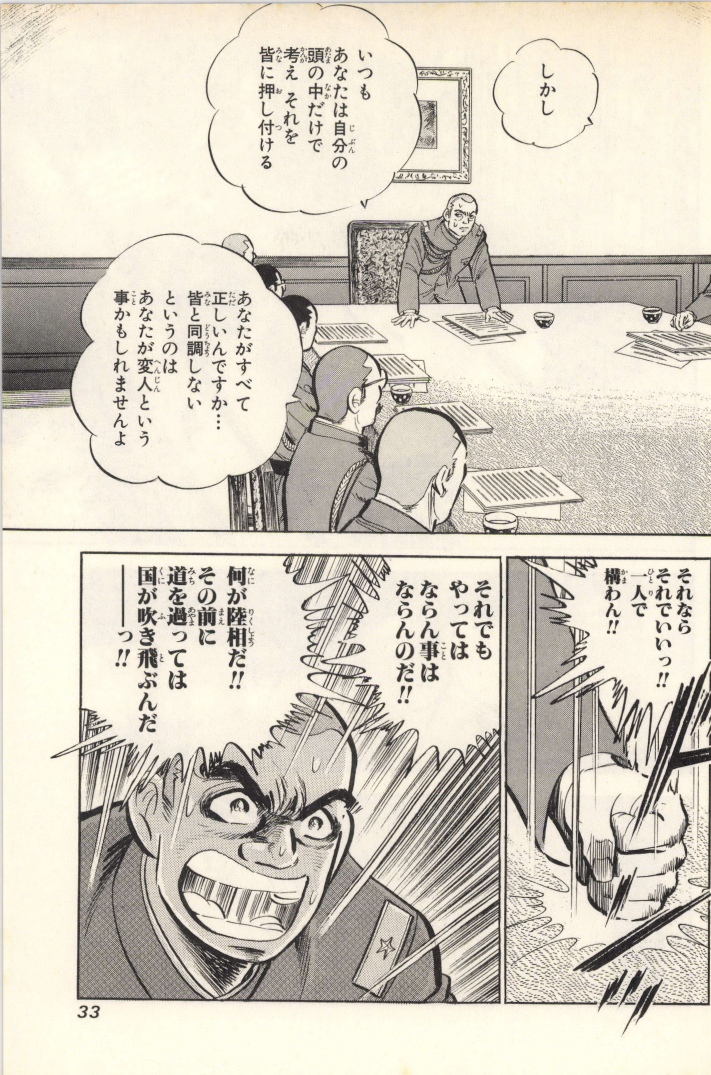 しかし
いつも
あなたは自分の
頭の中だけで
考え それを
皆に押し付ける
あなたがすべて
正しいんですか…
皆と同調しない
というのは
あなたが変人という
事かもしれませんよ
それなら
それでいいっ!!
一人で
構わん!!
それでも
やっては
ならん事は
ならんのだ!!
何が陸相だ!!
その前に
道を過っては
国が吹き飛ぶんだ
――っ!!
33